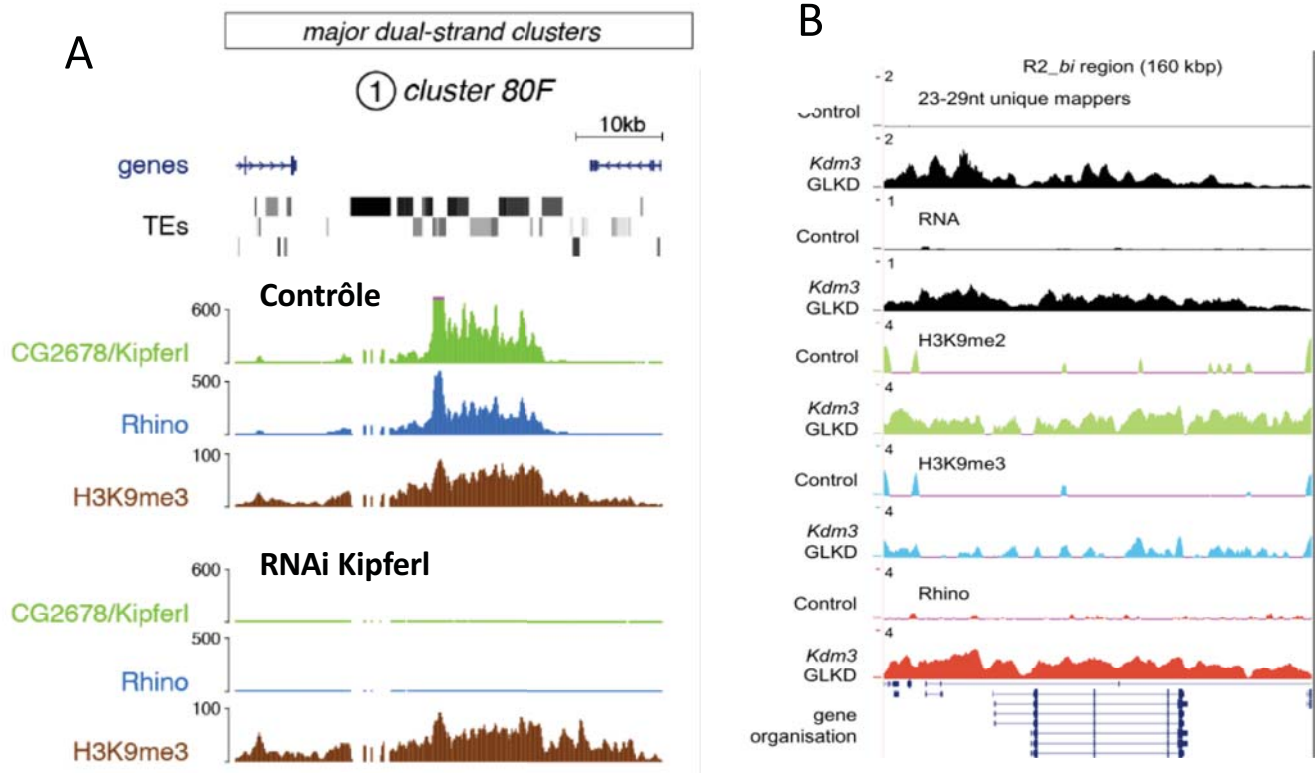 A
major dual-strand clusters
1 cluster 80F
10kb
genes
TEs
Contrôle
600
CG2678/Kipferl
500
Rhino
100
H3K9me3
RNAi Kipferl
600
CG2678/Kipferl
500
Rhino
100
H3K9me3
B
R2_bi region (160 kbp)
2
23-29nt unique mappers
Control
2
Kdm3
GLKD
1
RNA
Control
1
Kdm3
GLKD
4
H3K9me2
Control
4
Kdm3
GLKD
4
H3K9me3
Control
4
Kdm3
GLKD
4
Rhino
Control
4
Kdm3
GLKD
gene
organisation